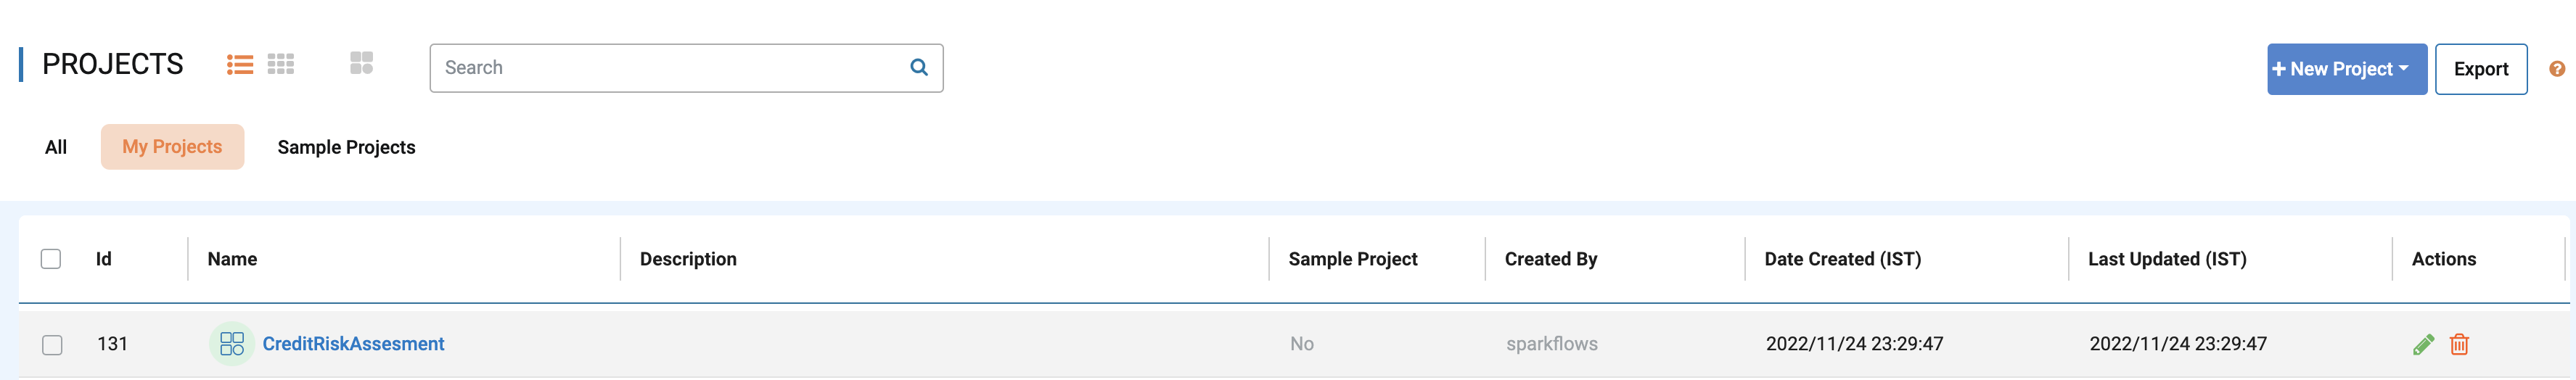 PROJECTS
Search
+ New Project
Export
?
All
My Projects
Sample Projects
Id Name Description Sample Project Created By Date Created (IST) Last Updated (IST) Actions
131 CreditRiskAssesment No sparkflows 2022/11/24 23:29:47 2022/11/24 23:29:47